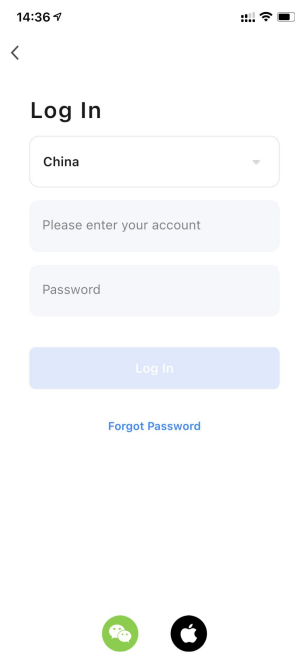 14:36
Log In
China
Please enter your account
Password
Log In
Forgot Password